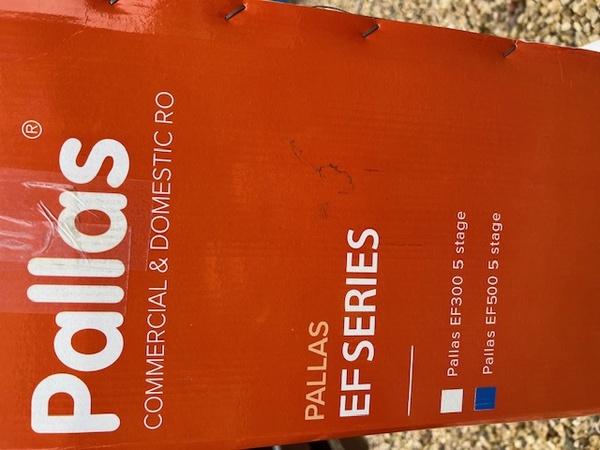 Pallas®
COMMERCIAL & DOMESTIC RO
PALLAS
EF SERIES
Pallas EF300 5 stage
Pallas EF500 5 stage